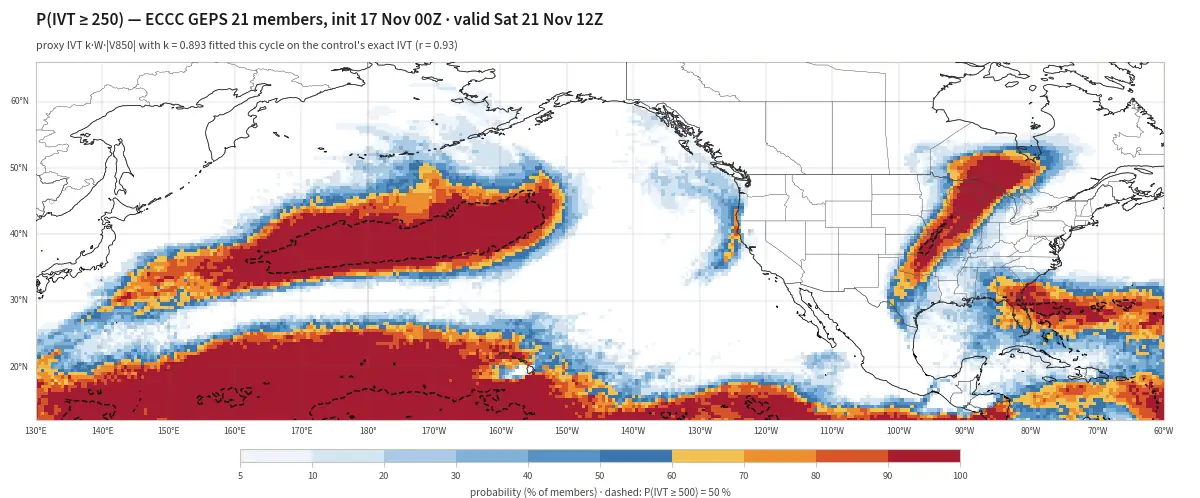 P(IVT ≥ 250) — ECCC GEPS 21 members, init 17 Nov 00Z · valid Sat 21 Nov 12Z
proxy IVT k·W·|V850| with k = 0.893 fitted this cycle on the control's exact IVT (r = 0.93)
60°N
50°N
40°N
30°N
20°N
130°E 140°E 150°E 160°E 170°E 180° 170°W 160°W 150°W 140°W 130°W 120°W 110°W 100°W 90°W 80°W 70°W 60°W
5 10 20 30 40 50 60 70 80 90 100
probability (% of members) · dashed: P(IVT ≥ 500) = 50 %